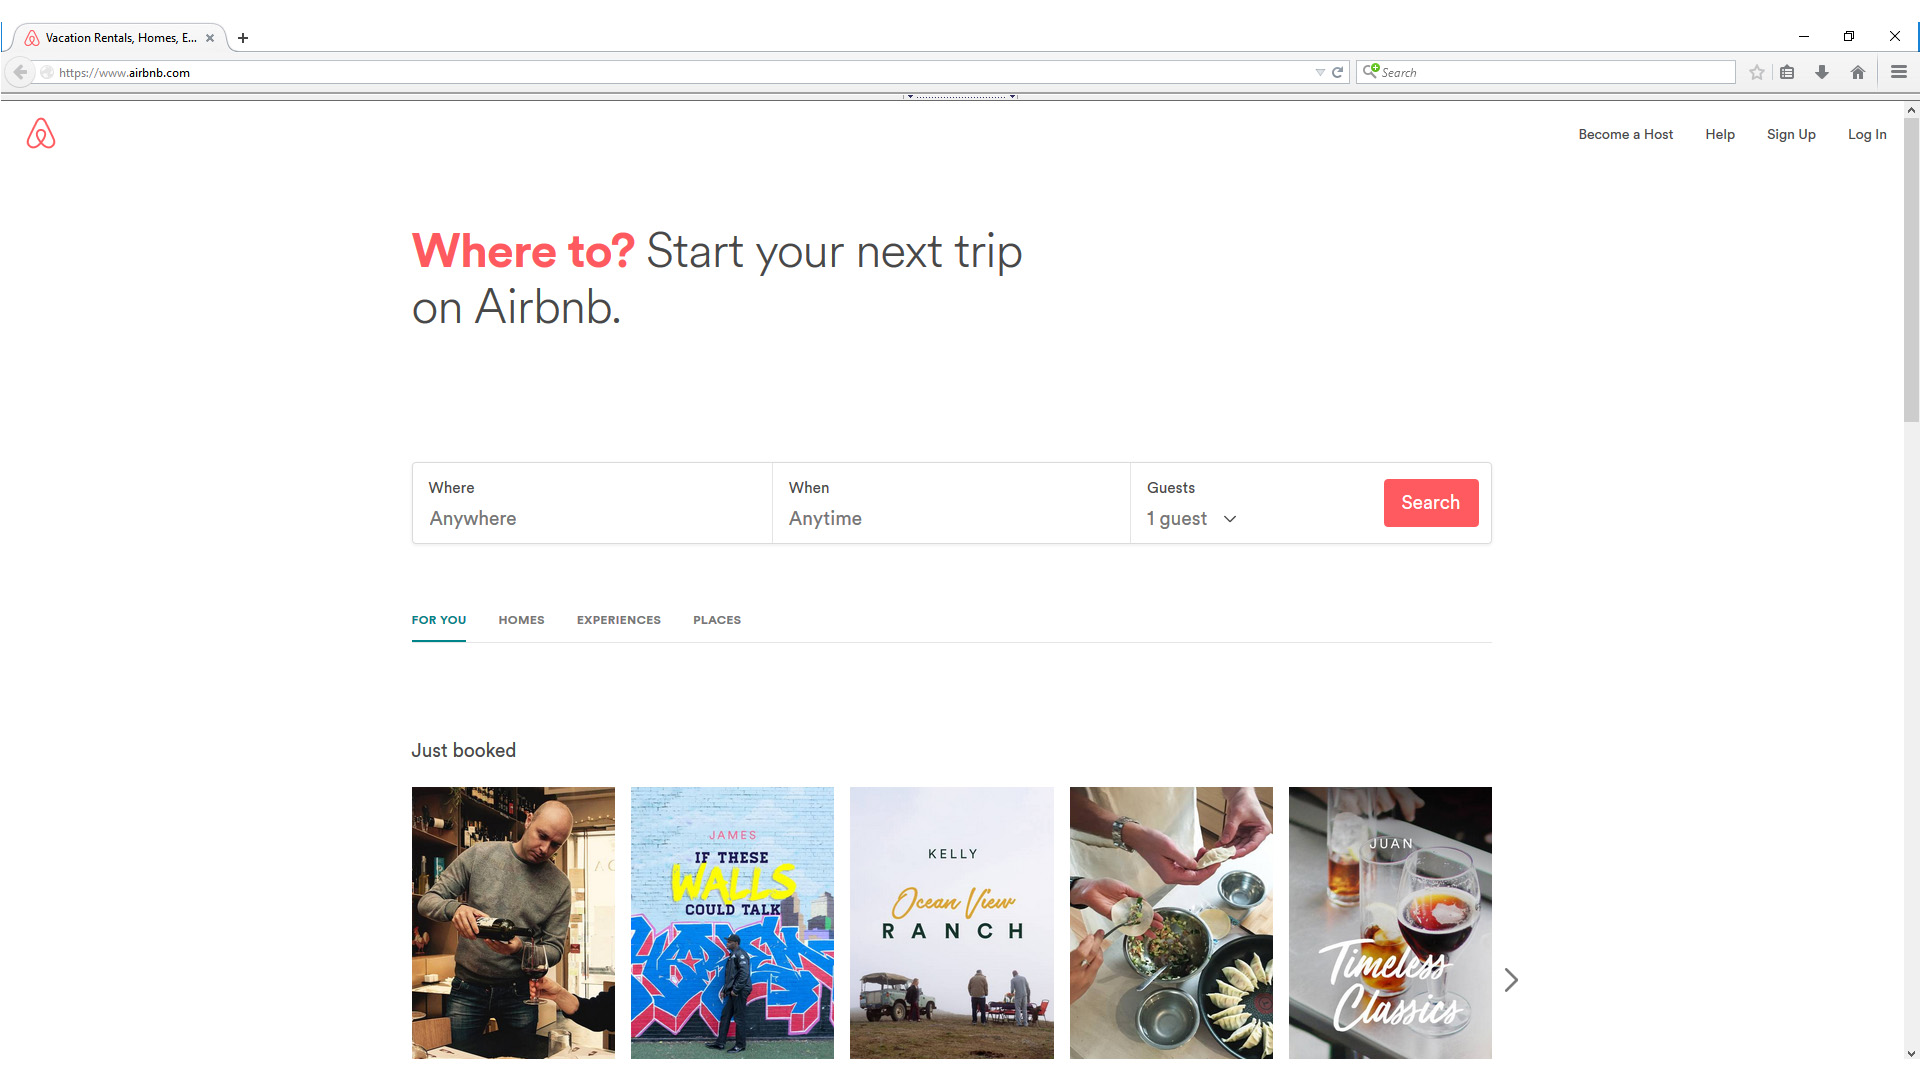 Vacation Rentals, Homes, E...
https://www.airbnb.com
Search
Become a Host
Help
Sign Up
Log In
Where to? Start your next trip
on Airbnb.
Where
Anywhere
When
Anytime
Guests
1 guest
Search
FOR YOU
HOMES
EXPERIENCES
PLACES
Just booked
JAMES
IF THESE
WALLS
COULD TALK
KELLY
Ocean View
RANCH
JUAN
Timeless
Classics